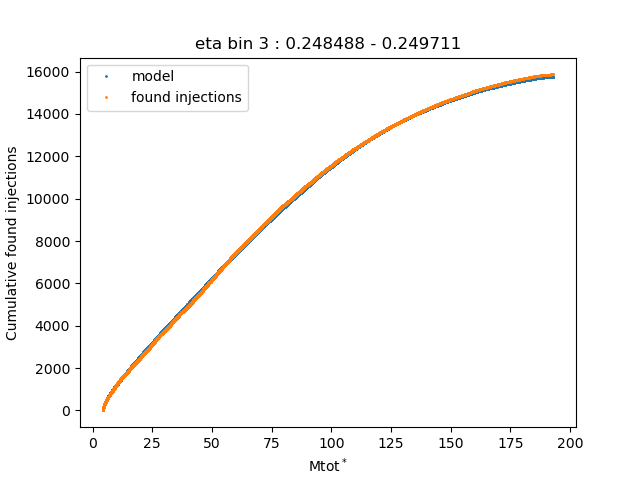 eta bin 3 : 0.248488 - 0.249711
model
found injections
Cumulative found injections
16000
14000
12000
10000
8000
6000
4000
2000
0
0 25 50 75 100 125 150 175 200
Mtot*